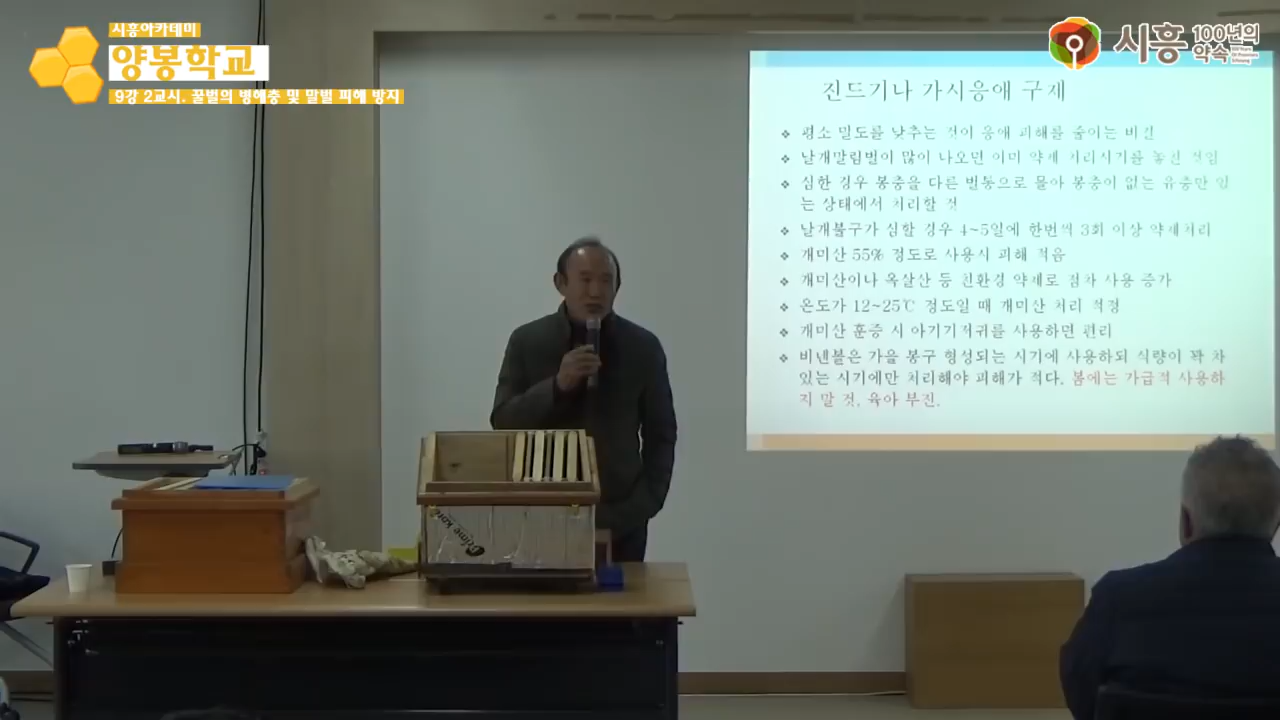 시흥아카데미
양봉학교
9강 2교시. 꿀벌의 병해충 및 말벌 피해 방지
시흥 100년의
약속
진드기나 가시응애 구제
평소 밀도를 낮추는 것이 응애 피해를 줄이는 비결
날개말림벌이 많이 나오면 이미 약제 처리시기를 놓친 것임
심한 경우 봉충을 다른 벌통으로 몰아 봉충이 없는 유충만 있
는 상태에서 처리할 것
날개불구가 심할 경우 4~5일에 한번씩 3회 이상 약제처리
개미산 55% 정도로 사용시 피해 적음
개미산이나 옥살산 등 친환경 약제로 점차 사용 증가
온도가 12~25℃ 정도일 때 개미산 처리 적정
개미산 훈증 시 아기기저귀를 사용하면 편리
비넨볼은 가을 봉구 형성되는 시기에 사용하되 식량이 꽉 차
있는 시기에만 처리해야 피해가 적다. 봄에는 가급적 사용하
지 말 것, 육아 부진.
Prime kor